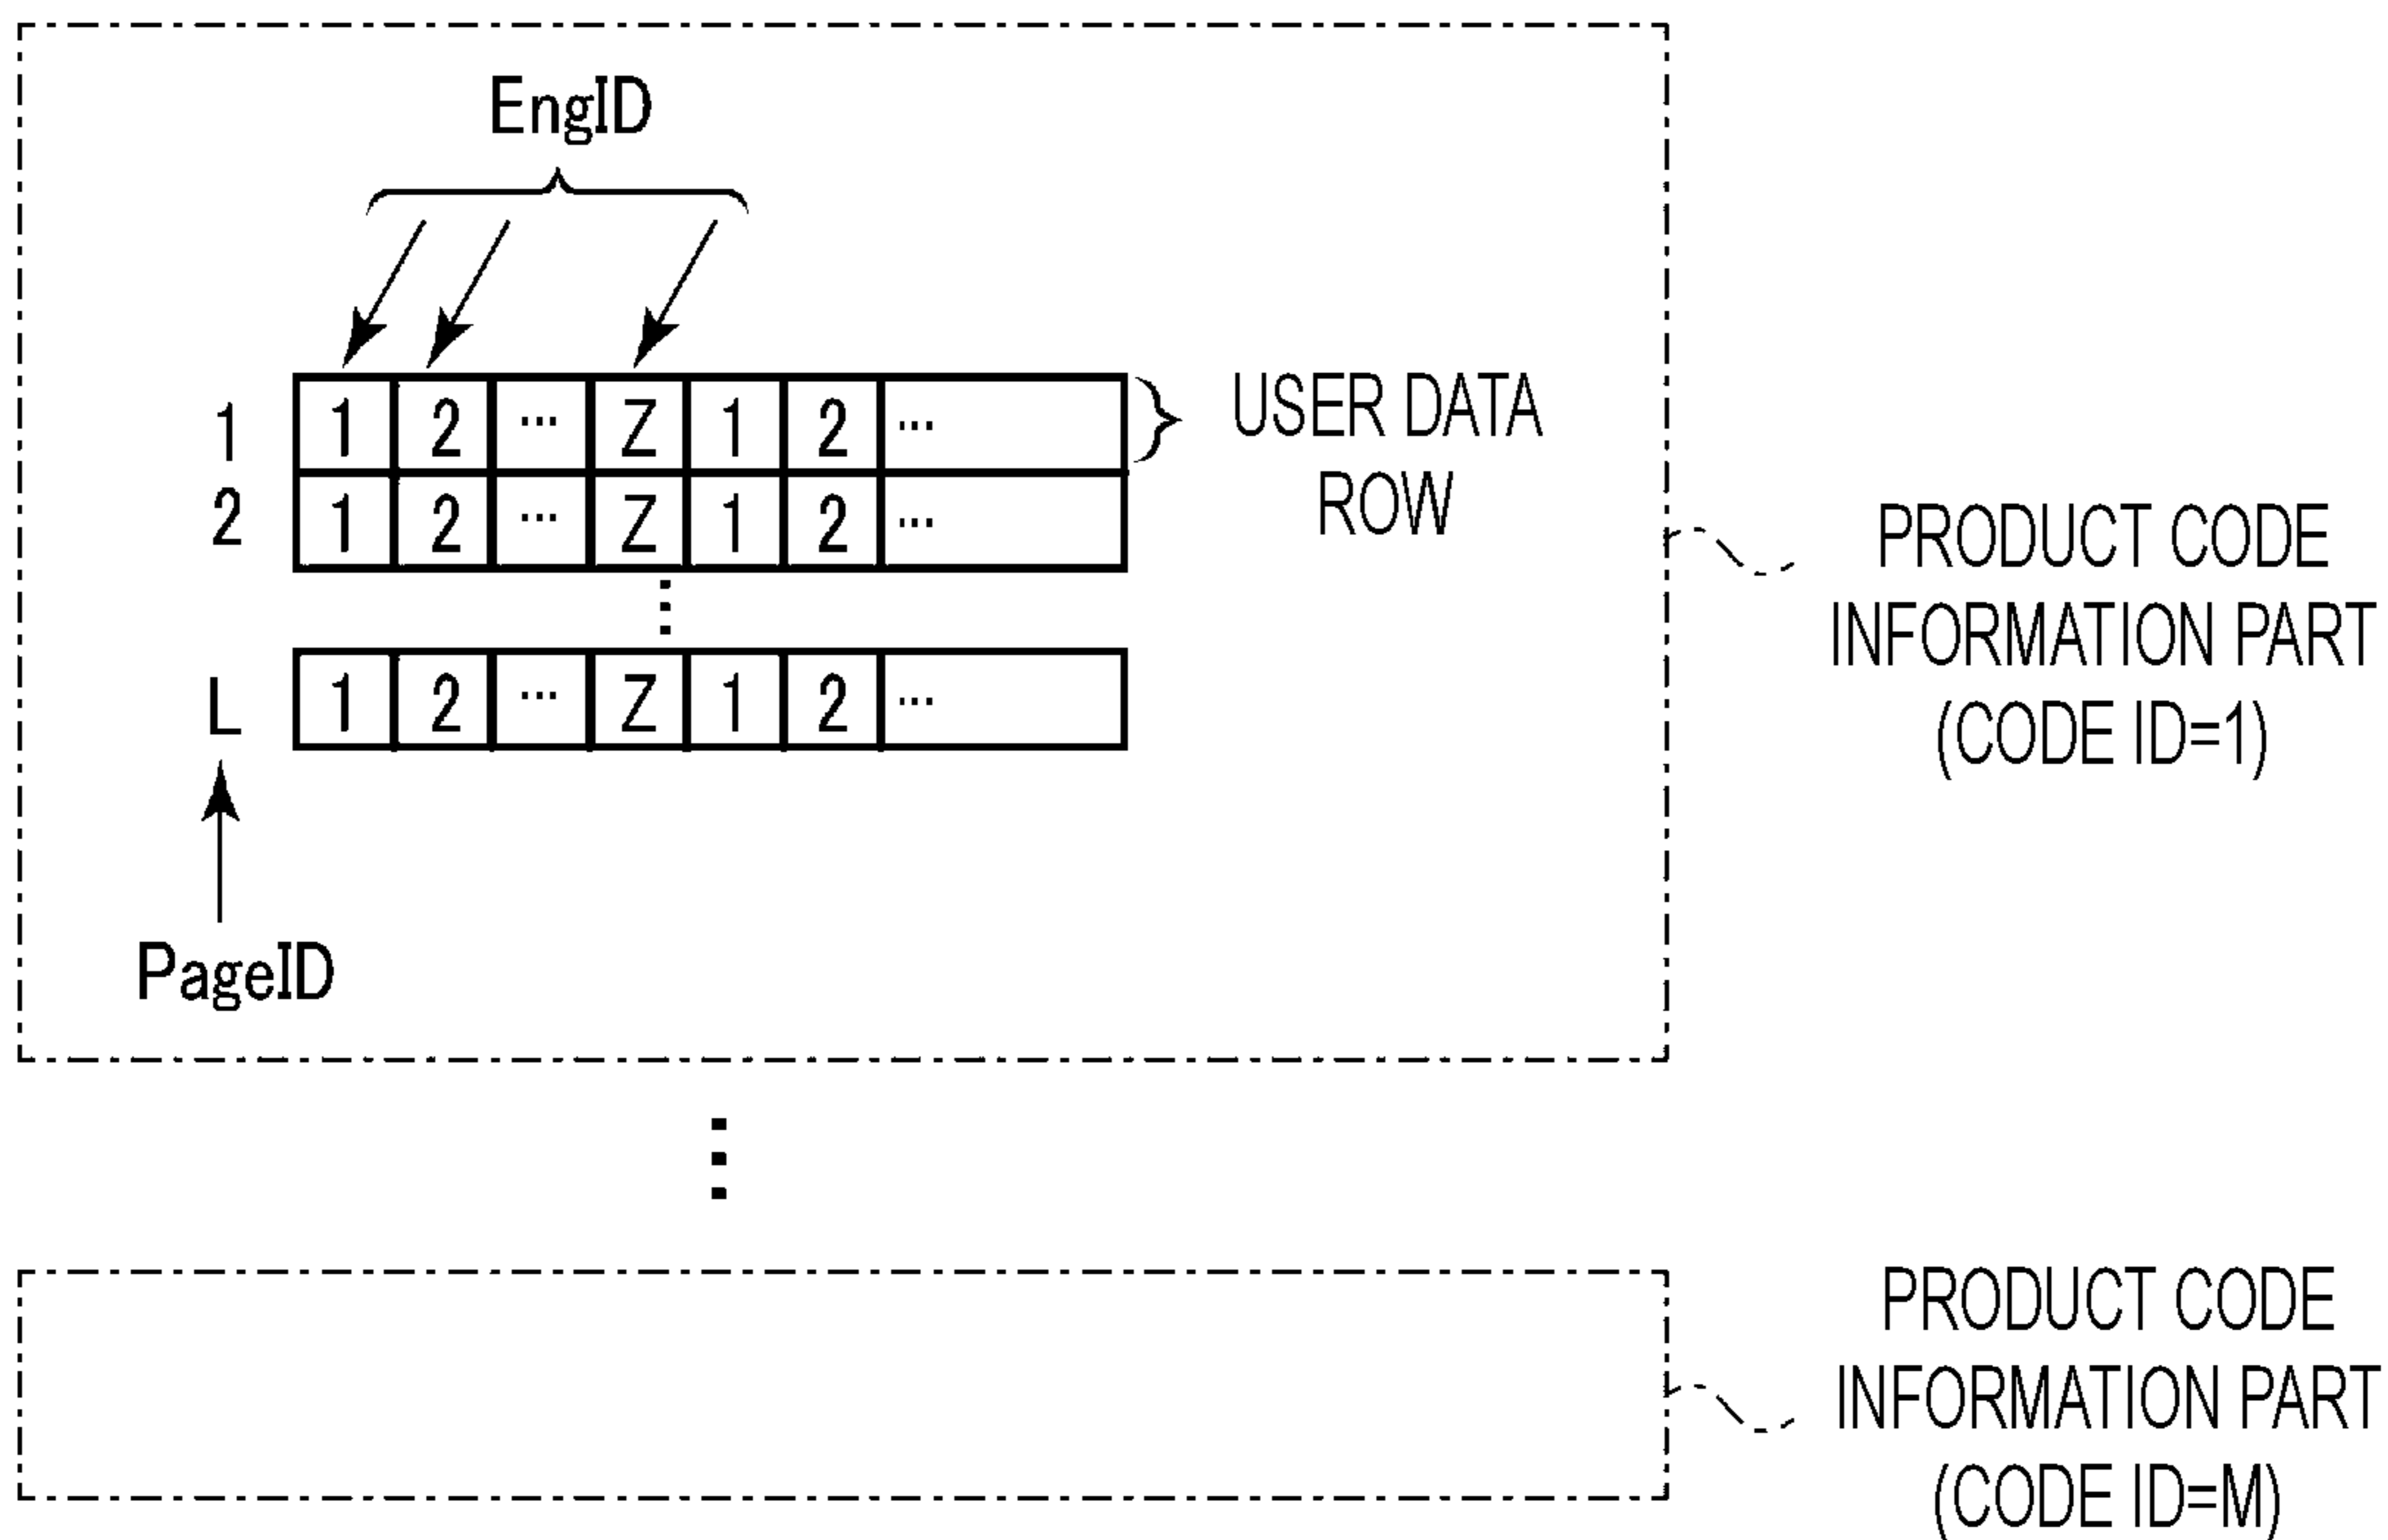 EngID
1 1 2 … Z 1 2 …
USER DATA
ROW
2 1 2 … Z 1 2 …
⋮
L 1 2 … Z 1 2 …
PageID
PRODUCT CODE
INFORMATION PART
(CODE ID=1)
⋮
PRODUCT CODE
INFORMATION PART
(CODE ID=M)